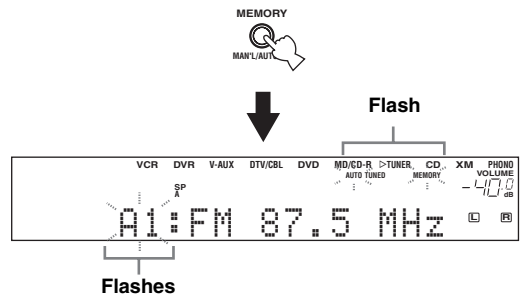 MEMORY
MAN'L/AUTO
Flash
VCR DVR V-AUX DTV/CBL DVD MD/CD-R ▷TUNER CD XM PHONO
AUTO TUNED MEMORY VOLUME
SP
A
-40.0
dB
A1:FM 87.5 MHz L R
Flashes